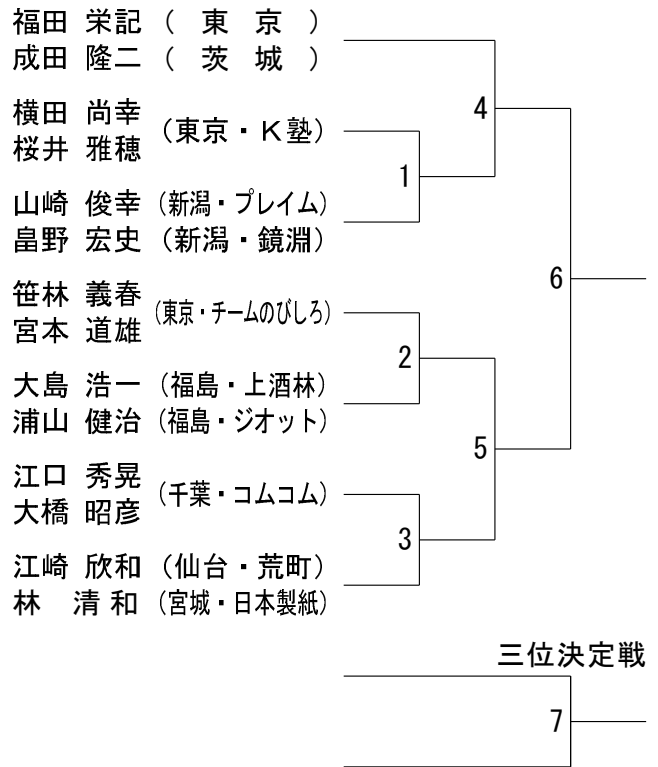 福田 栄記 ( 東 京 )
成田 隆二 ( 茨 城 )
横田 尚幸
(東京・K塾)
桜井 雅穂
山崎 俊幸 (新潟・プレイム)
畠野 宏史 (新潟・鏡淵)
笹林 義春
(東京・チームのびしろ)
宮本 道雄
大島 浩一 (福島・上酒林)
浦山 健治 (福島・ジオット)
江口 秀晃
(千葉・コムコム)
大橋 昭彦
江崎 欣和 (仙台・荒町)
林 清和 (宮城・日本製紙)
1
2
3
4
5
6
三位決定戦
7